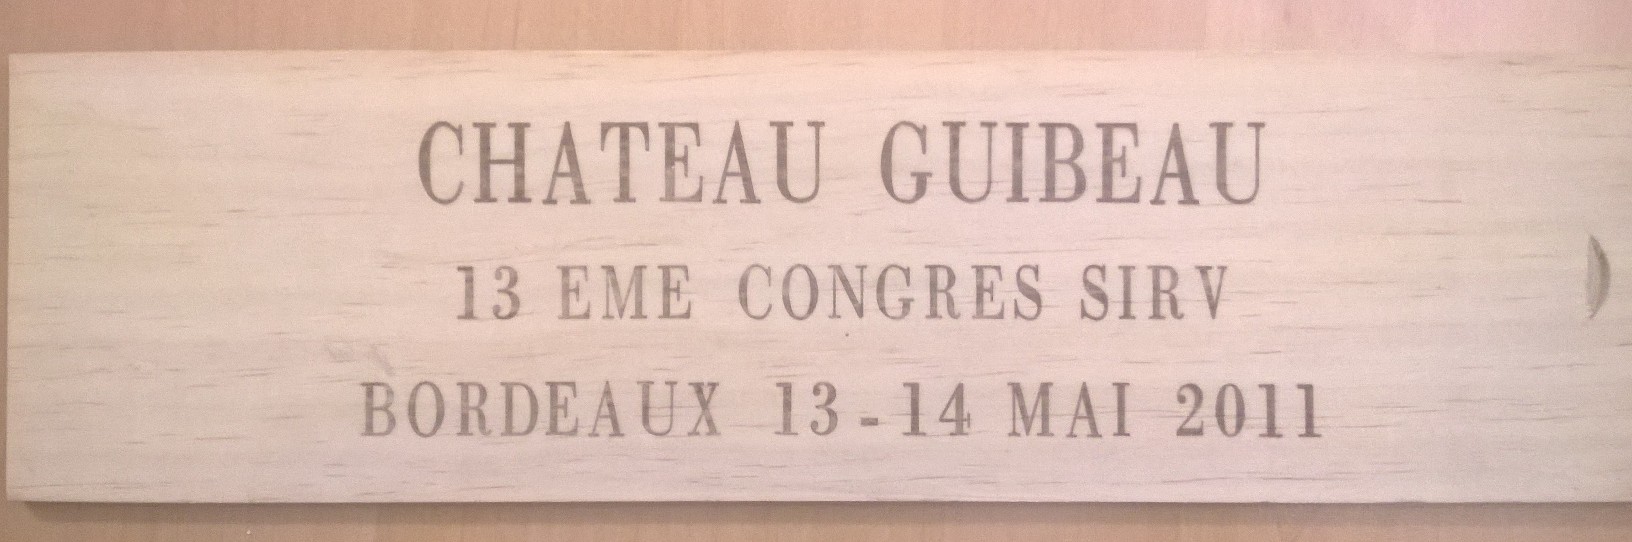 CHATEAU GUIBEAU
13 EME CONGRES SIRV
BORDEAUX 13-14 MAI 2011